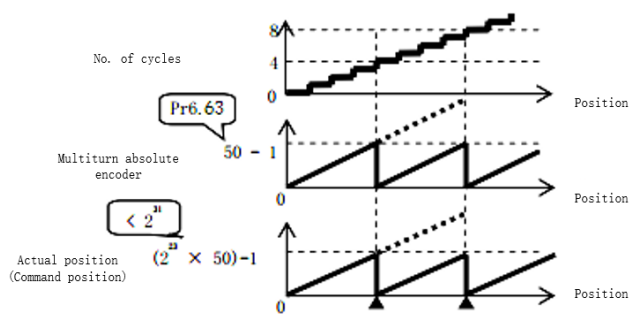 8
No. of cycles
4
0
Position
Pr6.63
50 - 1
Multiturn absolute
encoder
0
Position
< 2^31
Actual position
(Command position)
(2^23 × 50)-1
0
Position